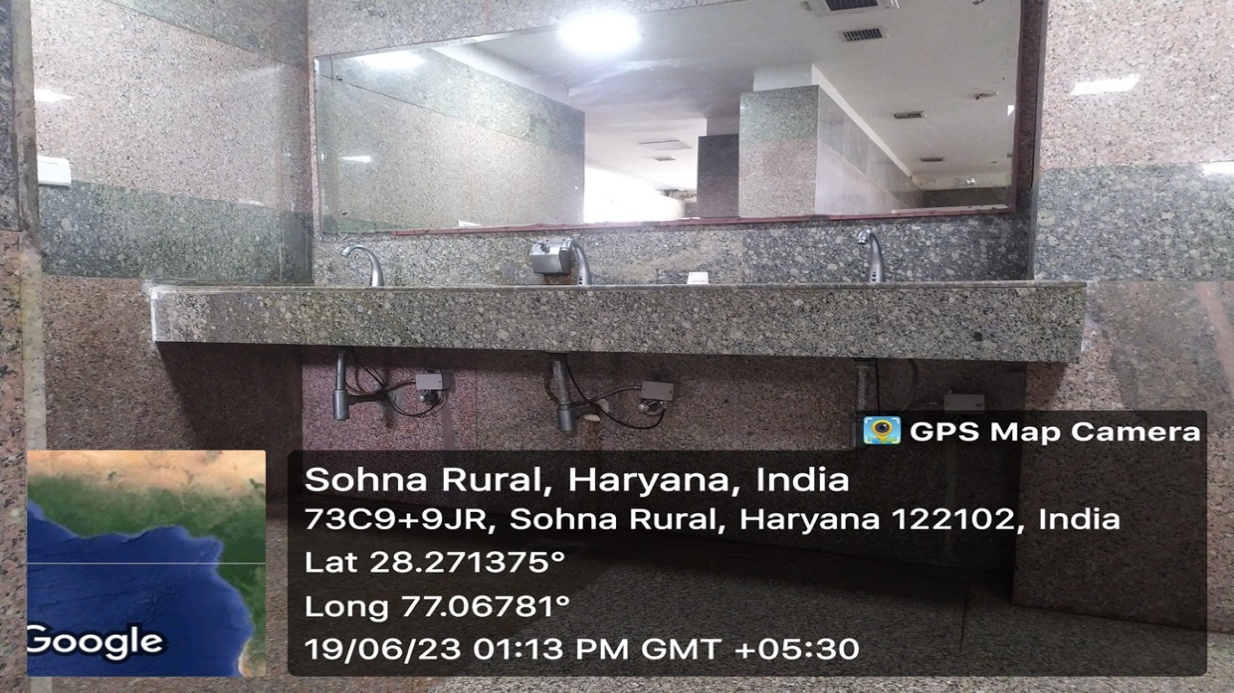 GPS Map Camera
Sohna Rural, Haryana, India
73C9+9JR, Sohna Rural, Haryana 122102, India
Lat 28.271375°
Long 77.06781°
19/06/23 01:13 PM GMT +05:30
Google